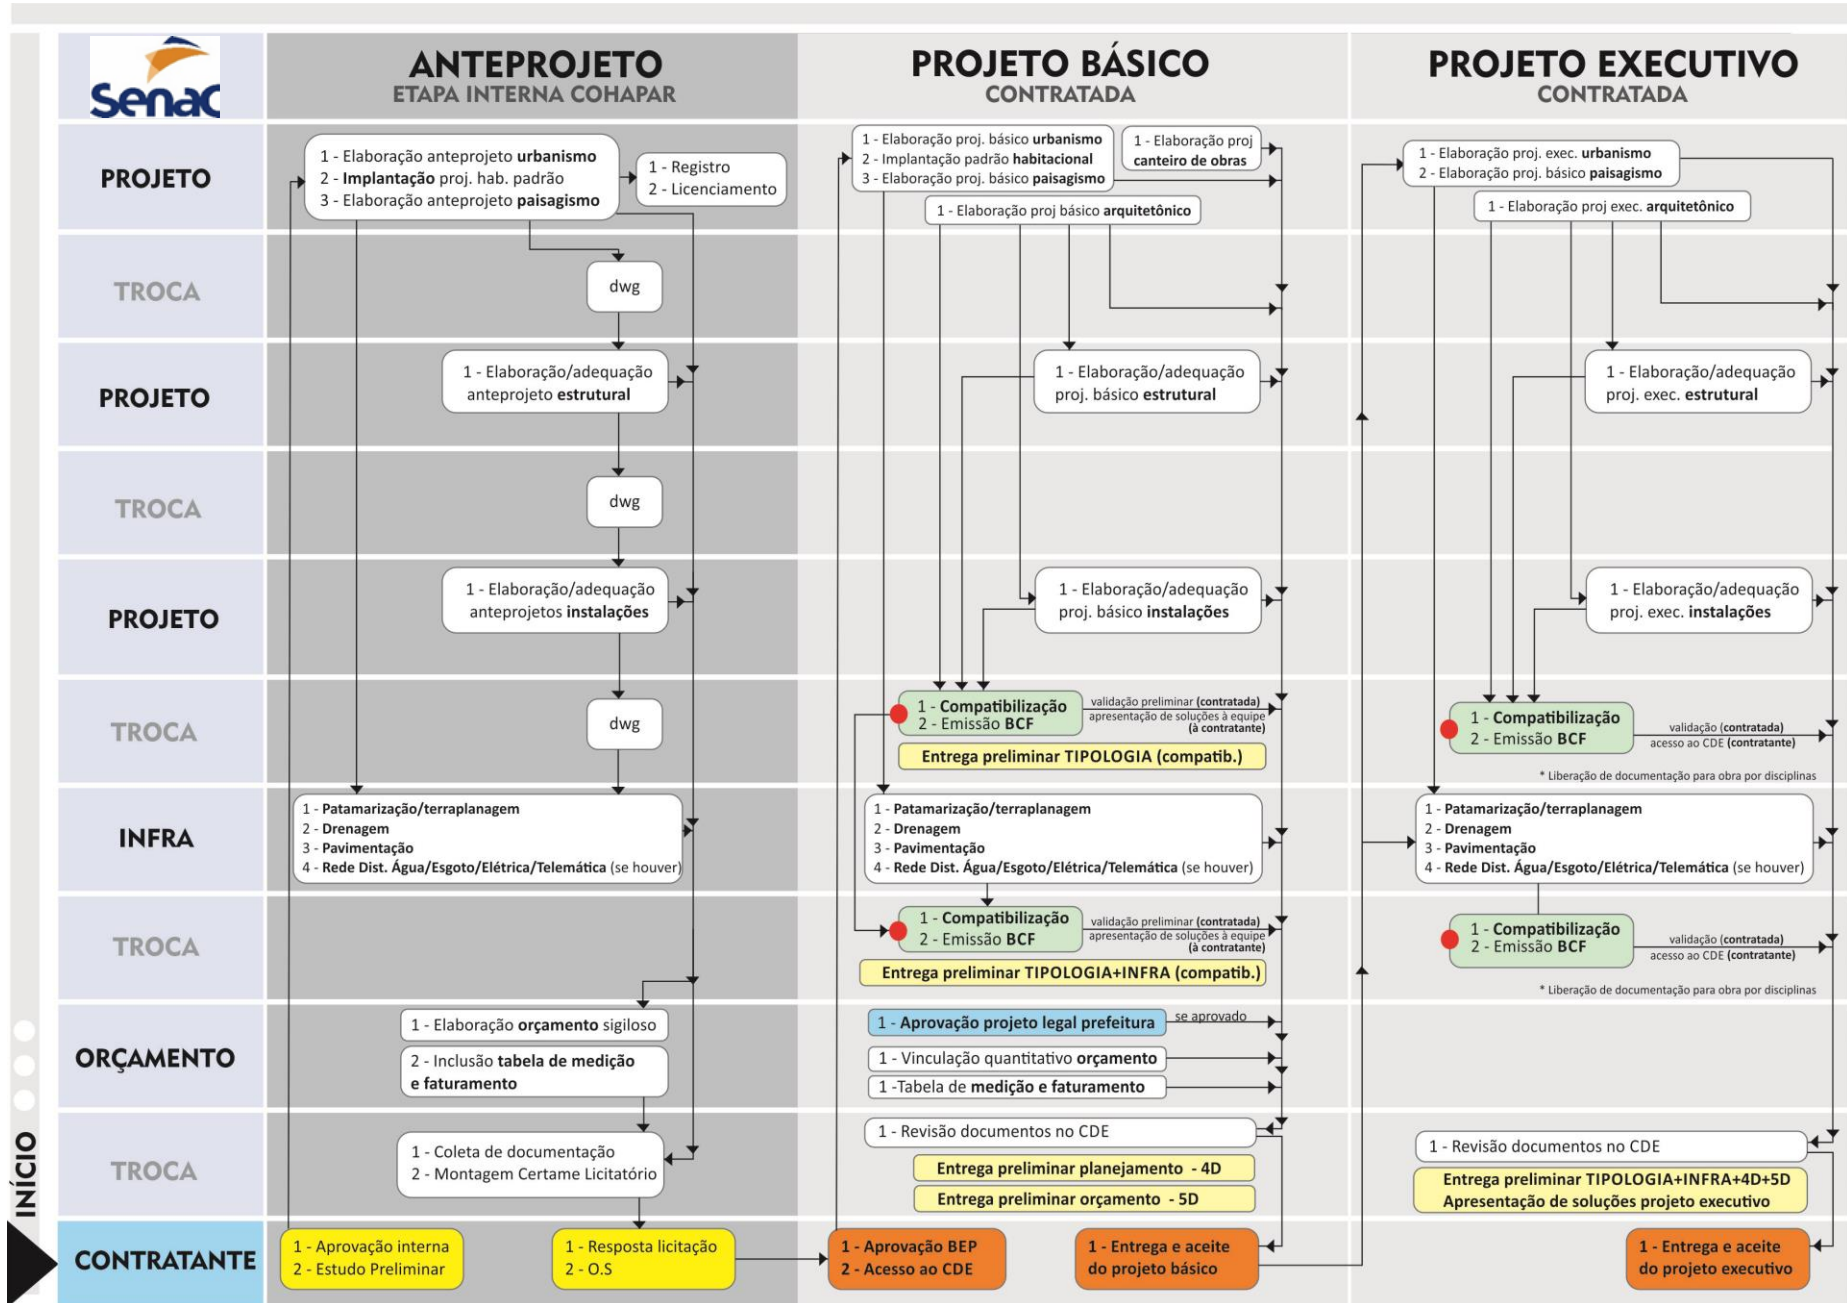 Senac
ANTEPROJETO
ETAPA INTERNA COHAPAR
PROJETO BÁSICO
CONTRATADA
PROJETO EXECUTIVO
CONTRATADA
PROJETO
1 - Elaboração anteprojeto urbanismo
2 - Implantação proj. hab. padrão
3 - Elaboração anteprojeto paisagismo
1 - Registro
2 - Licenciamento
1 - Elaboração proj. básico urbanismo
2 - Implantação padrão habitacional
3 - Elaboração proj. básico paisagismo
1 - Elaboração proj
canteiro de obras
1 - Elaboração proj básico arquitetônico
1 - Elaboração proj. exec. urbanismo
2 - Elaboração proj. básico paisagismo
1 - Elaboração proj exec. arquitetônico
TROCA
dwg
PROJETO
1 - Elaboração/adequação
anteprojeto estrutural
1 - Elaboração/adequação
proj. básico estrutural
1 - Elaboração/adequação
proj. exec. estrutural
TROCA
dwg
PROJETO
1 - Elaboração/adequação
anteprojetos instalações
1 - Elaboração/adequação
proj. básico instalações
1 - Elaboração/adequação
proj. exec. instalações
TROCA
dwg
1 - Compatibilização
2 - Emissão BCF
validação preliminar (contratada)
apresentação de soluções à equipe
(à contratante)
Entrega preliminar TIPOLOGIA (compatib.)
1 - Compatibilização
2 - Emissão BCF
validação (contratada)
acesso ao CDE (contratante)
* Liberação de documentação para obra por disciplinas
INFRA
1 - Patamarização/terraplanagem
2 - Drenagem
3 - Pavimentação
4 - Rede Dist. Água/Esgoto/Elétrica/Telemática (se houver)
1 - Patamarização/terraplanagem
2 - Drenagem
3 - Pavimentação
4 - Rede Dist. Água/Esgoto/Elétrica/Telemática (se houver)
1 - Patamarização/terraplanagem
2 - Drenagem
3 - Pavimentação
4 - Rede Dist. Água/Esgoto/Elétrica/Telemática (se houver)
TROCA
1 - Compatibilização
2 - Emissão BCF
validação preliminar (contratada)
apresentação de soluções à equipe
(à contratante)
Entrega preliminar TIPOLOGIA+INFRA (compatib.)
1 - Compatibilização
2 - Emissão BCF
validação (contratada)
acesso ao CDE (contratante)
* Liberação de documentação para obra por disciplinas
ORÇAMENTO
1 - Elaboração orçamento sigiloso
2 - Inclusão tabela de medição
e faturamento
1 - Aprovação projeto legal prefeitura
se aprovado
1 - Vinculação quantitativo orçamento
1 -Tabela de medição e faturamento
TROCA
1 - Coleta de documentação
2 - Montagem Certame Licitatório
1 - Revisão documentos no CDE
Entrega preliminar planejamento - 4D
Entrega preliminar orçamento - 5D
1 - Revisão documentos no CDE
Entrega preliminar TIPOLOGIA+INFRA+4D+5D
Apresentação de soluções projeto executivo
INÍCIO
CONTRATANTE
1 - Aprovação interna
2 - Estudo Preliminar
1 - Resposta licitação
2 - O.S
1 - Aprovação BEP
2 - Acesso ao CDE
1 - Entrega e aceite
do projeto básico
1 - Entrega e aceite
do projeto executivo